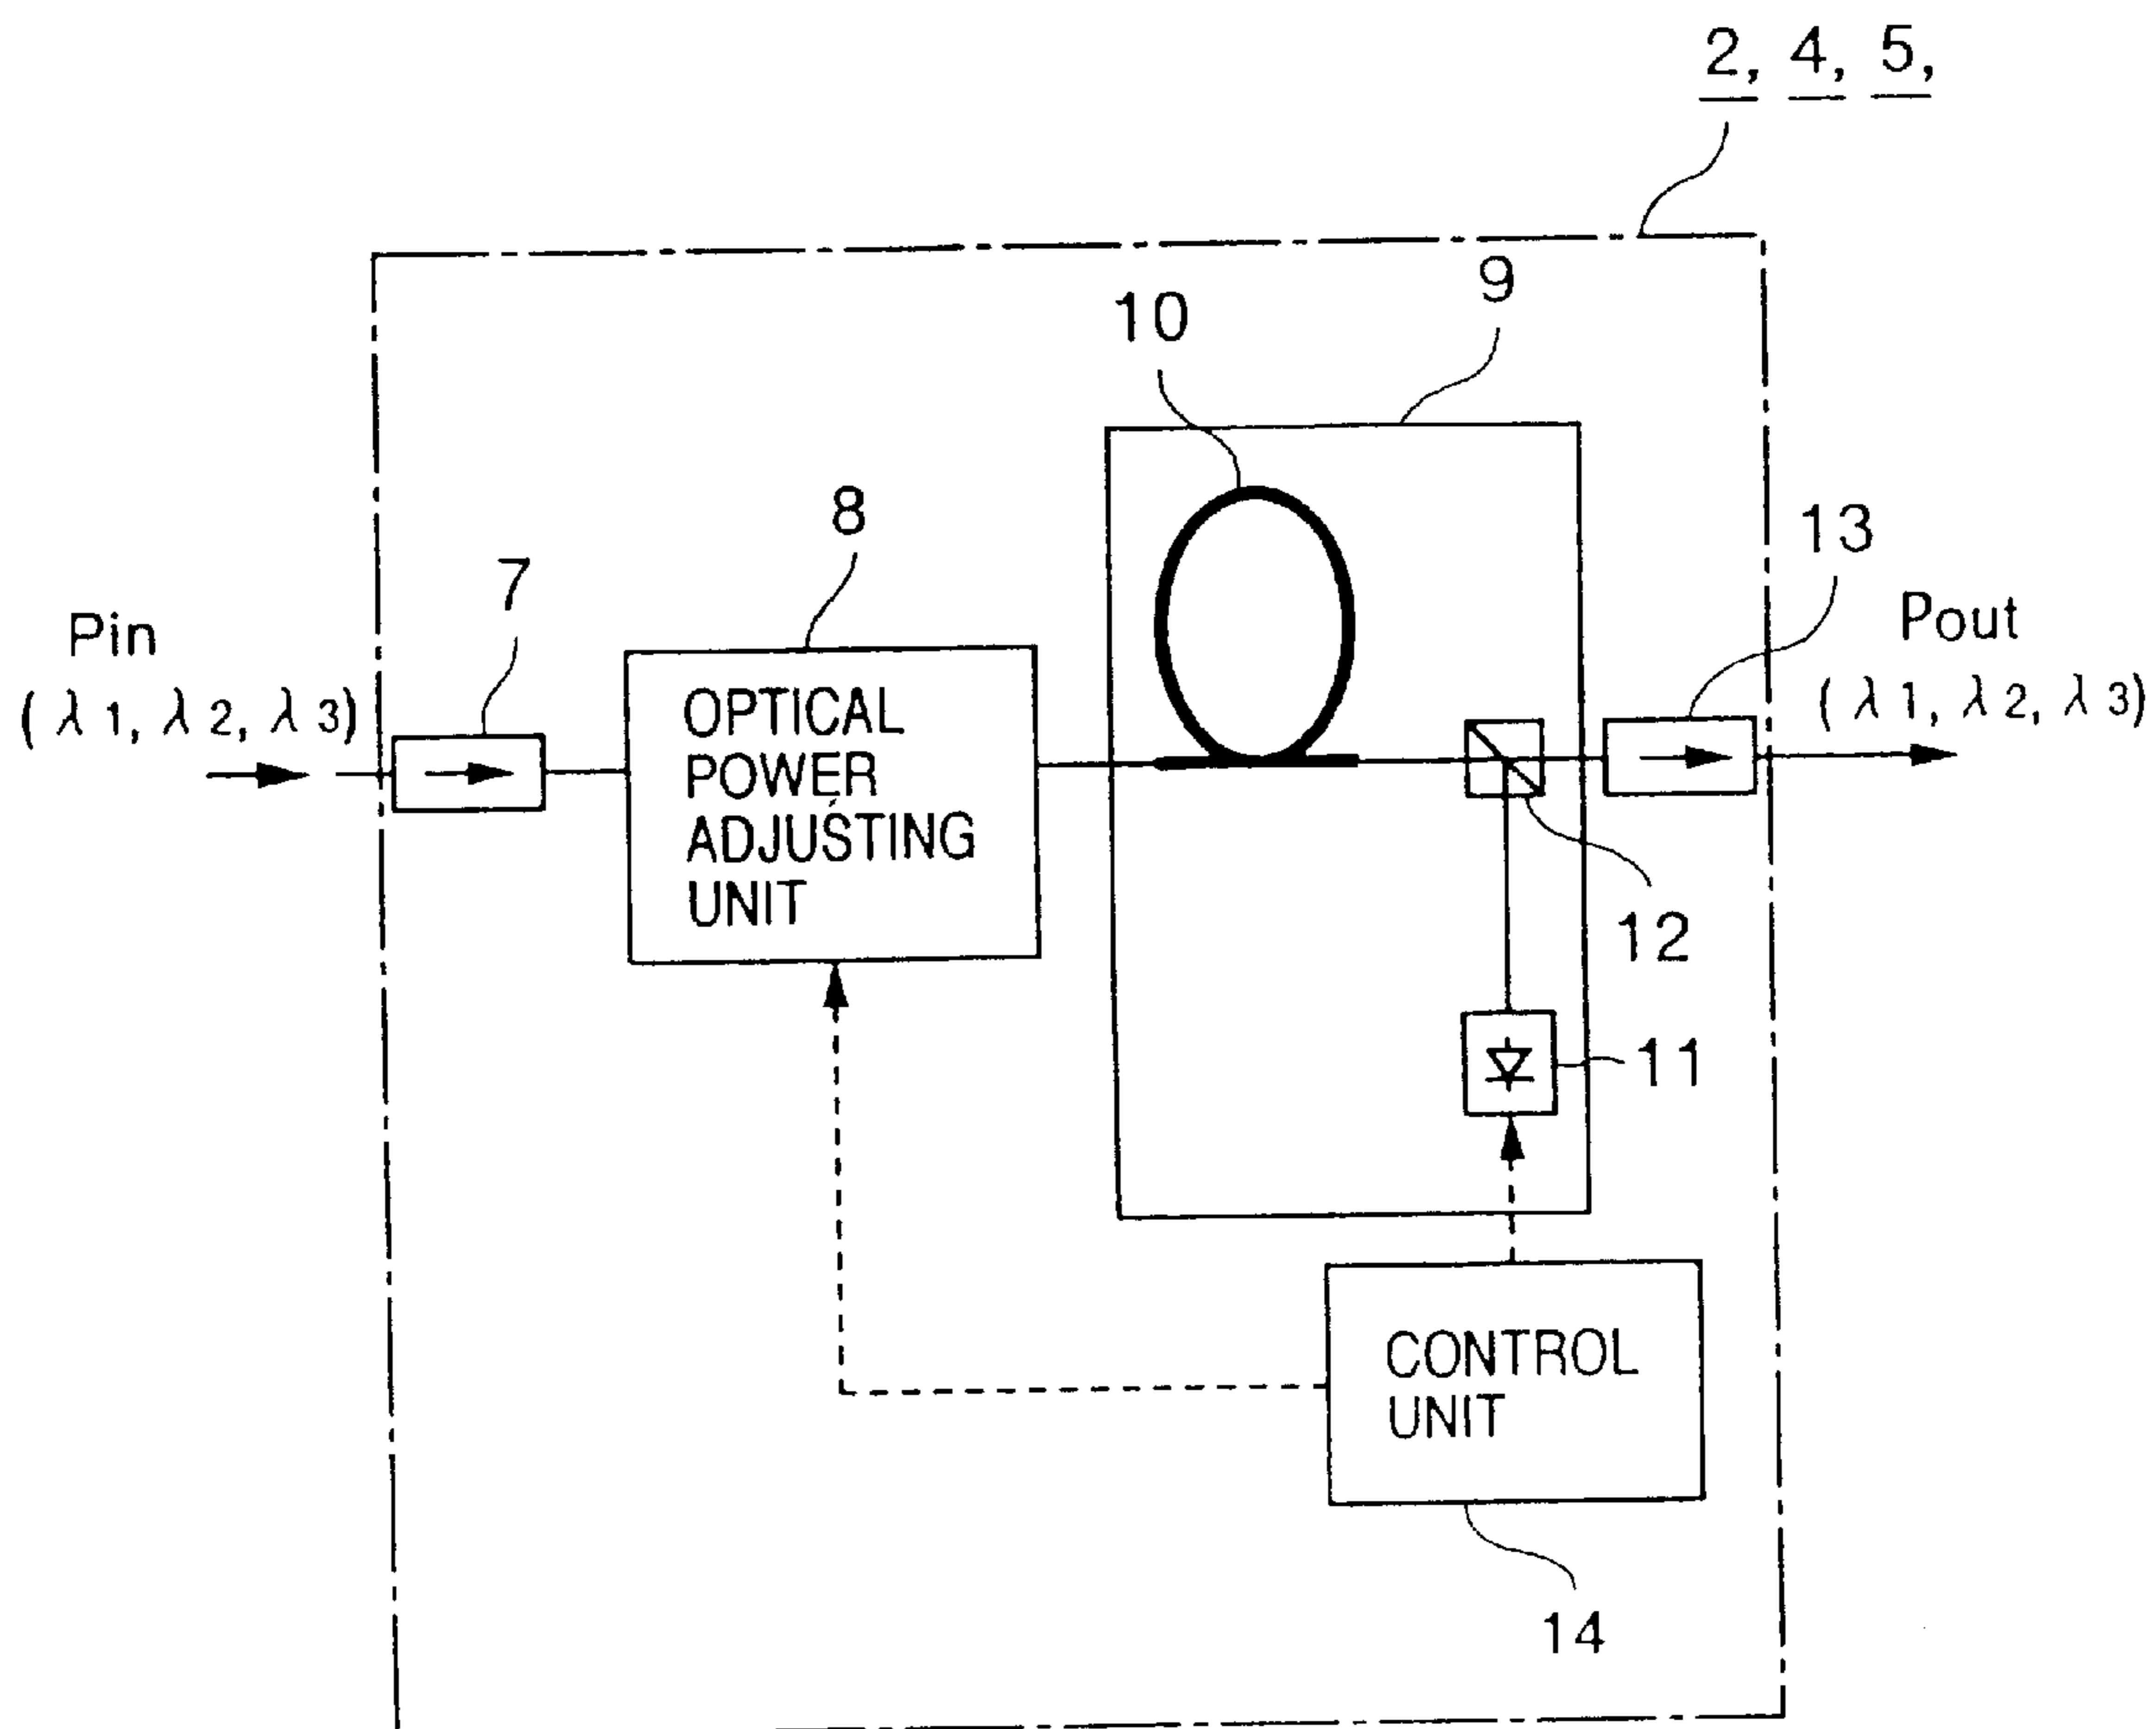 2, 4, 5,
9
10
8
13
7
Pin
Pout
(λ1, λ2, λ3)
(λ1, λ2, λ3)
OPTICAL
POWER
ADJUSTING
UNIT
12
11
CONTROL
UNIT
14